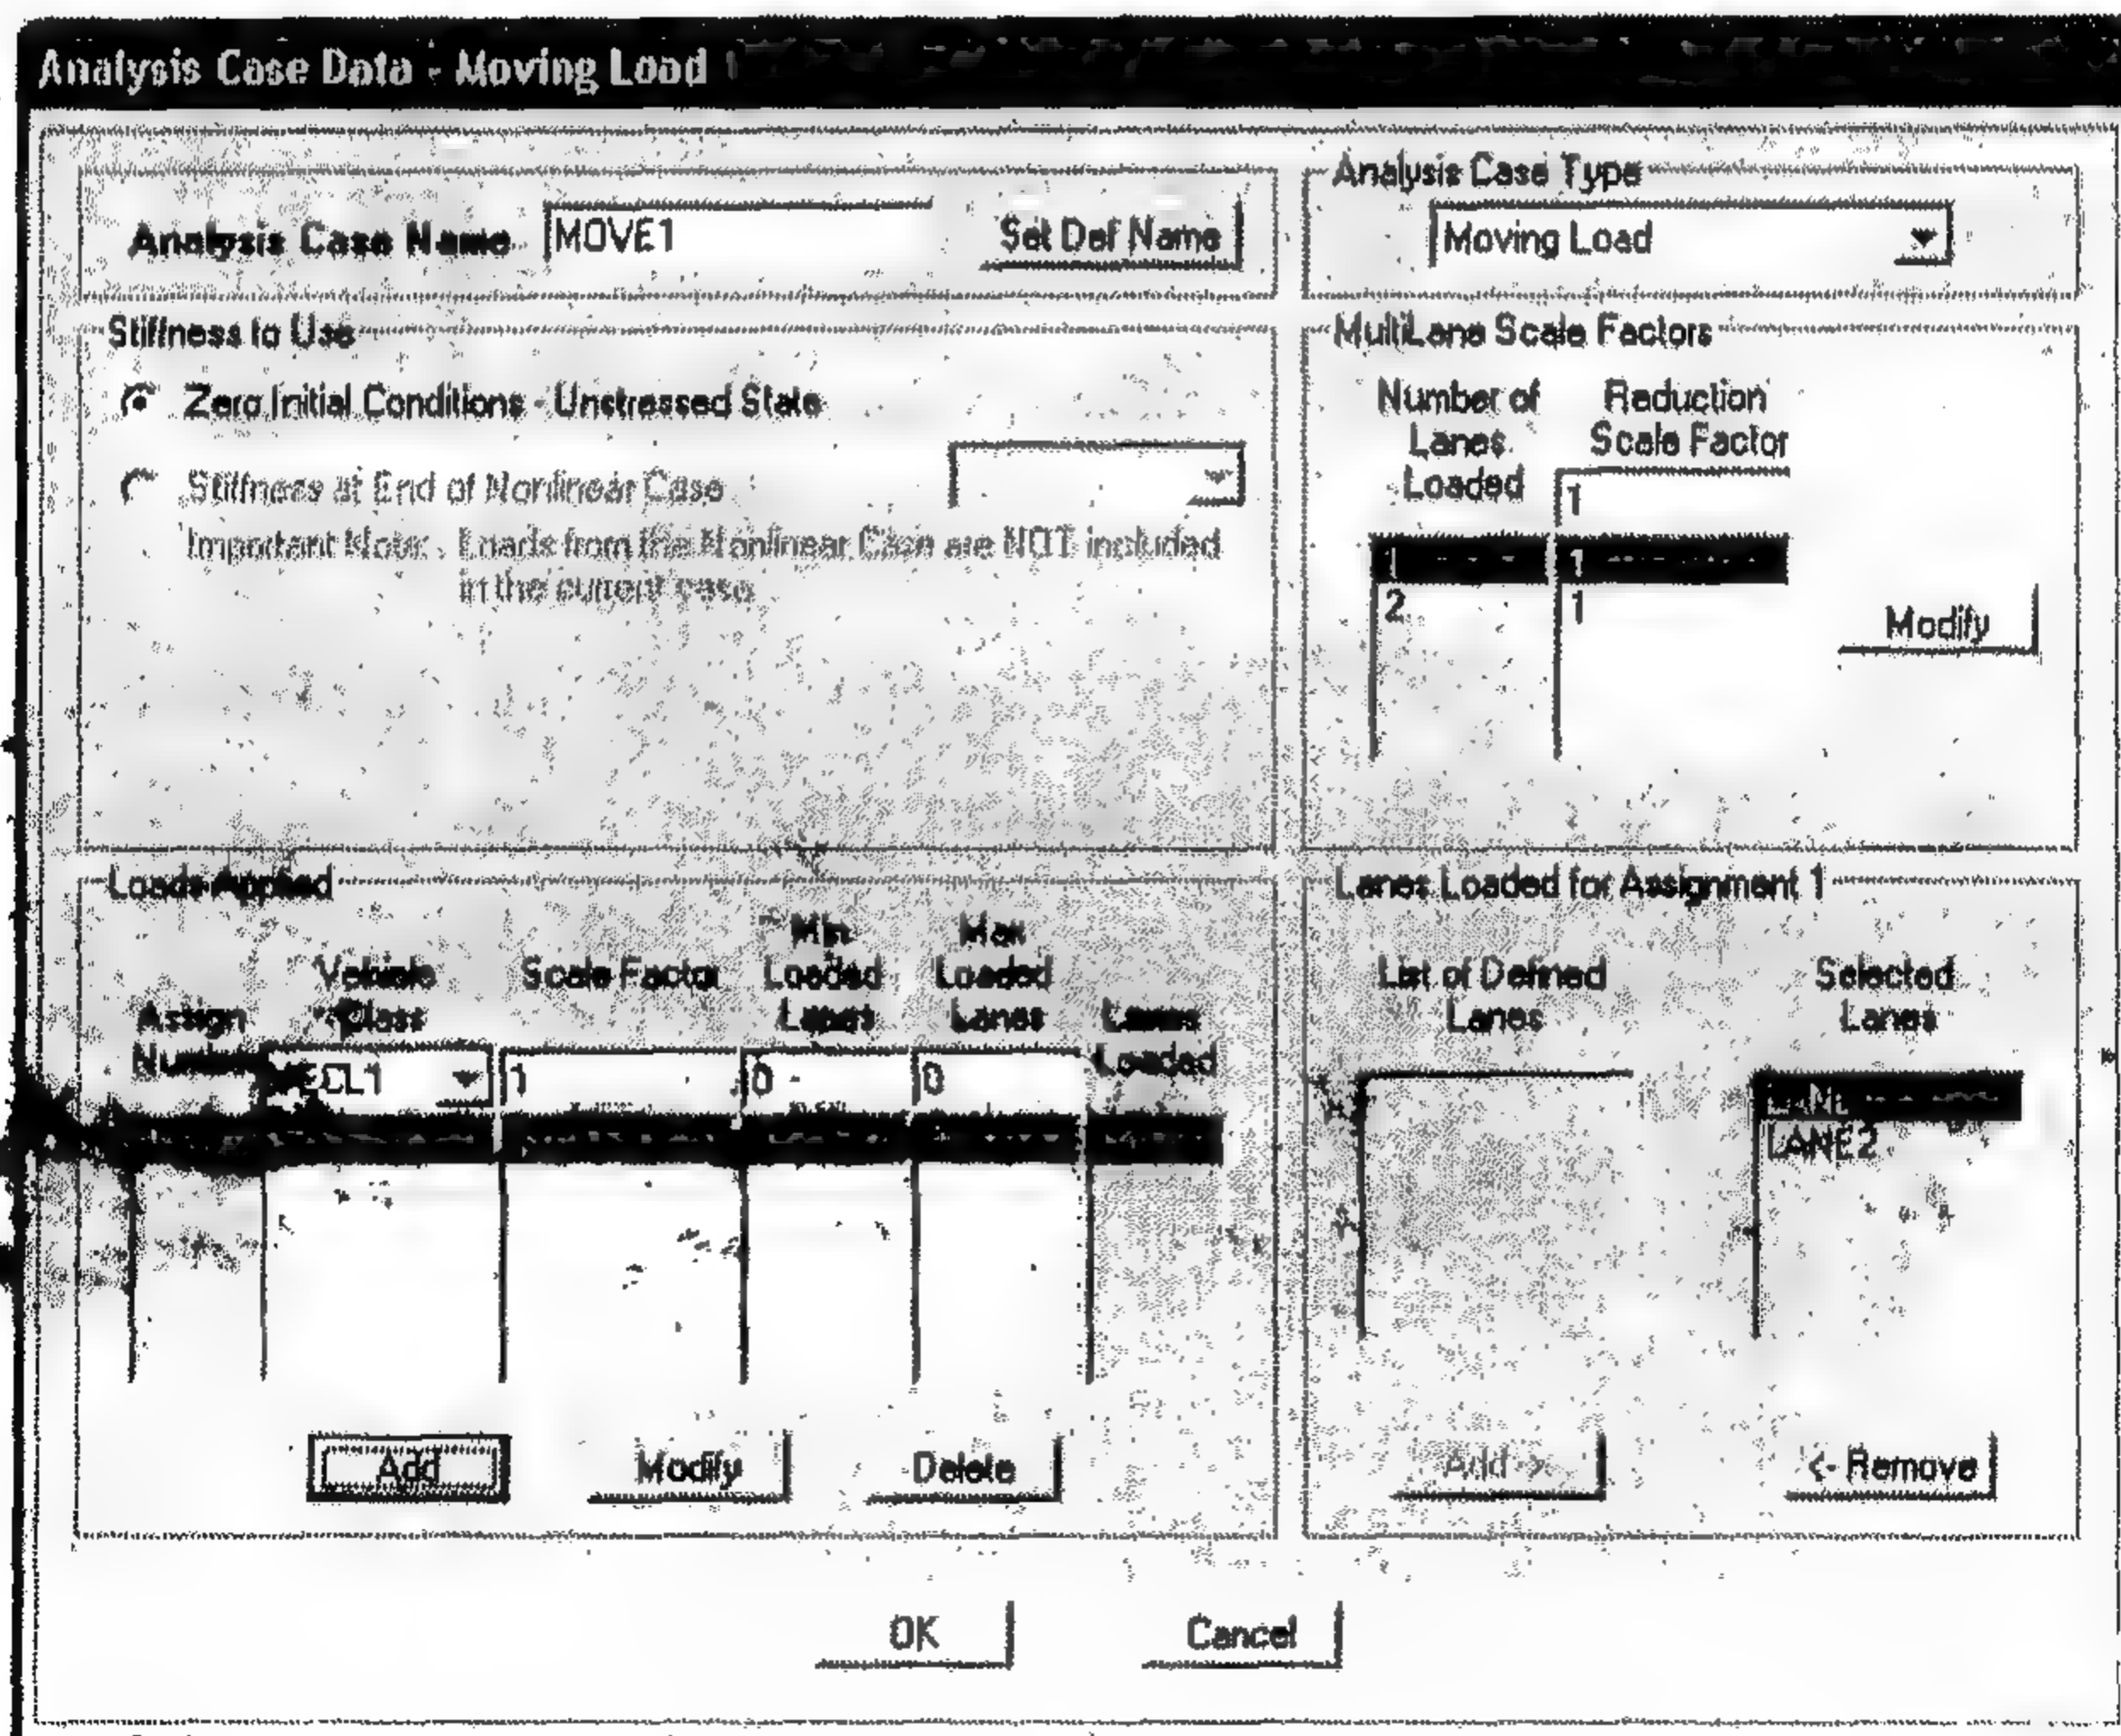 Analysis Case Data - Moving Load
Analysis Case Name
MOVE1
Set Def Name
Analysis Case Type
Moving Load
Stiffness to Use
Zero Initial Conditions - Unstressed State
Stiffness at End of Nonlinear Case
Important Note: Loads from the Nonlinear Case are NOT included
in the current case
MultiLane Scale Factors
Number of
Lanes
Loaded
Reduction
Scale Factor
1
1 1
2 1
Modify
Loads Applied
Assign
Number
Vehicle
Class
Scale Factor
Min
Loaded
Lanes
Max
Loaded
Lanes
Lanes
Loaded
VECL1 1 0 0
Add
Modify
Delete
Lanes Loaded for Assignment 1
List of Defined
Lanes
Selected
Lanes
LANE2
Add ->
<- Remove
OK
Cancel